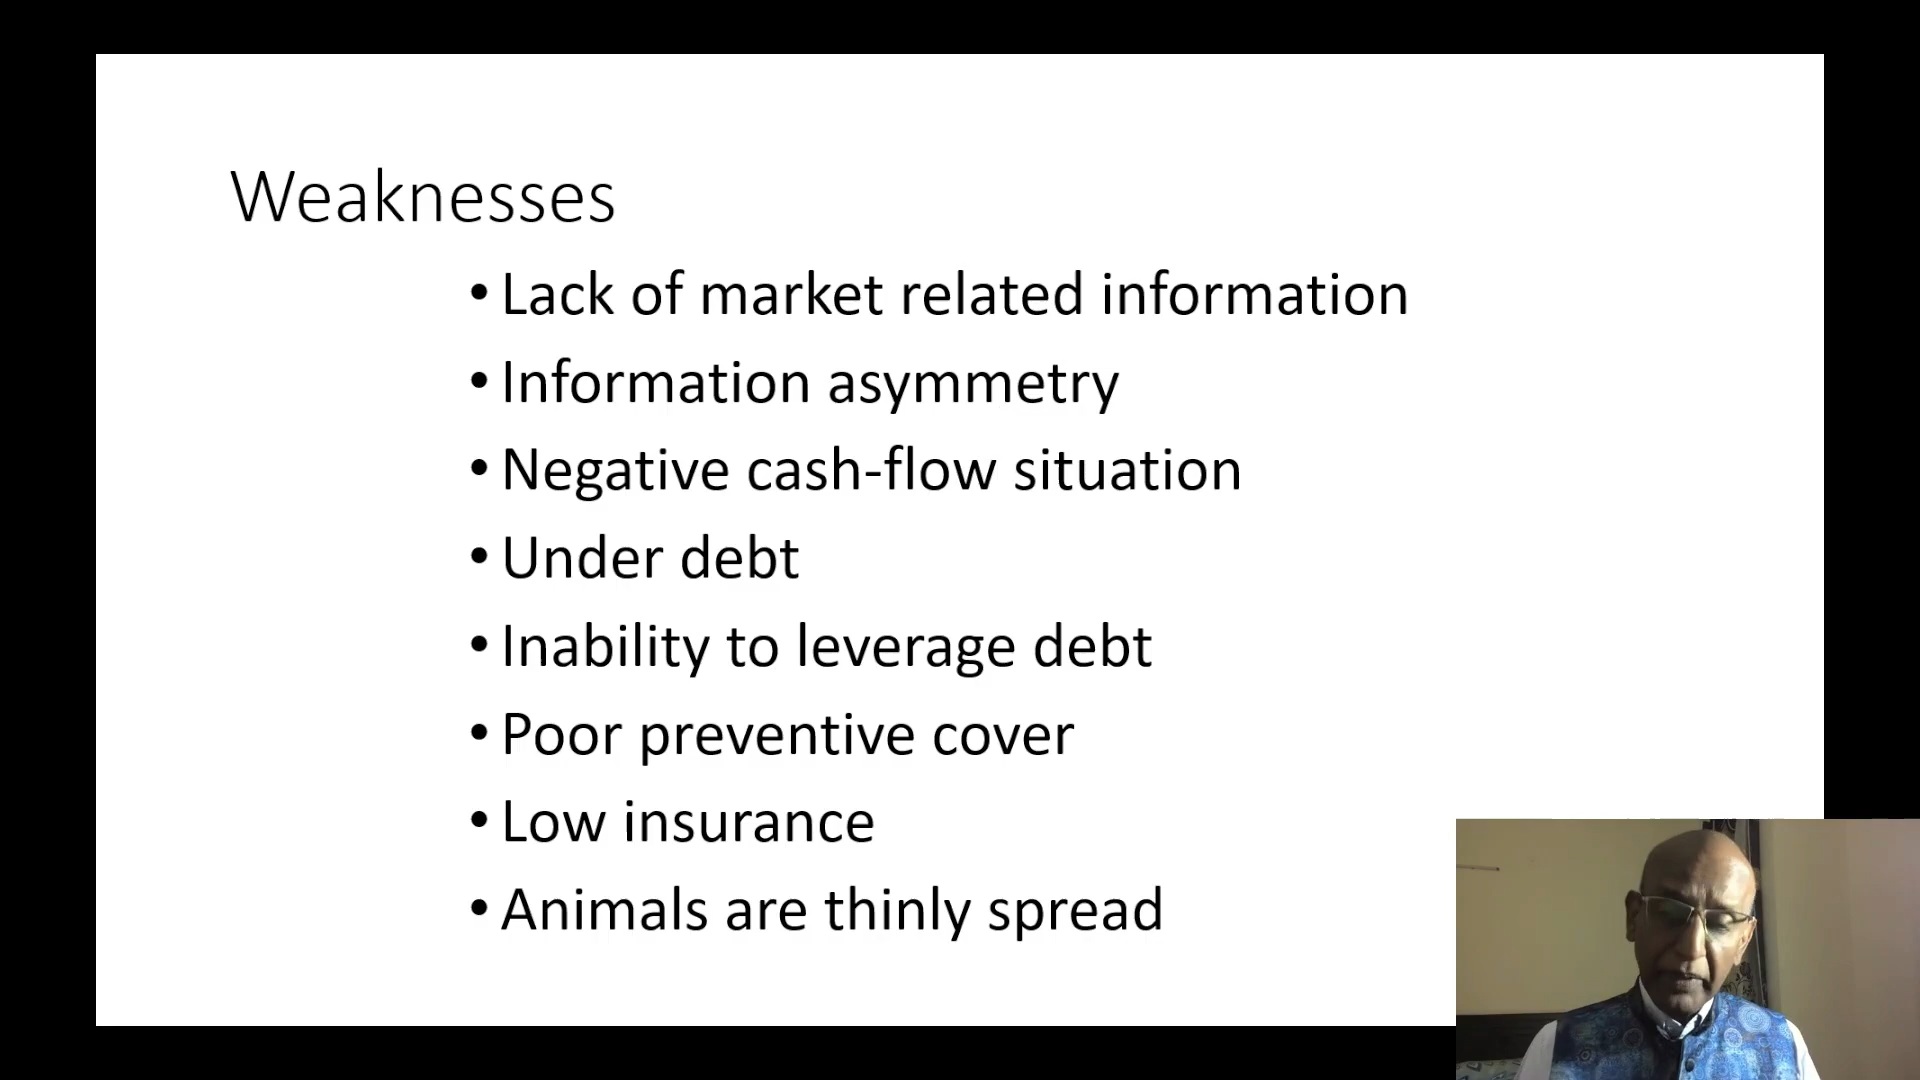 Weaknesses
• Lack of market related information
• Information asymmetry
• Negative cash-flow situation
• Under debt
• Inability to leverage debt
• Poor preventive cover
• Low insurance
• Animals are thinly spread